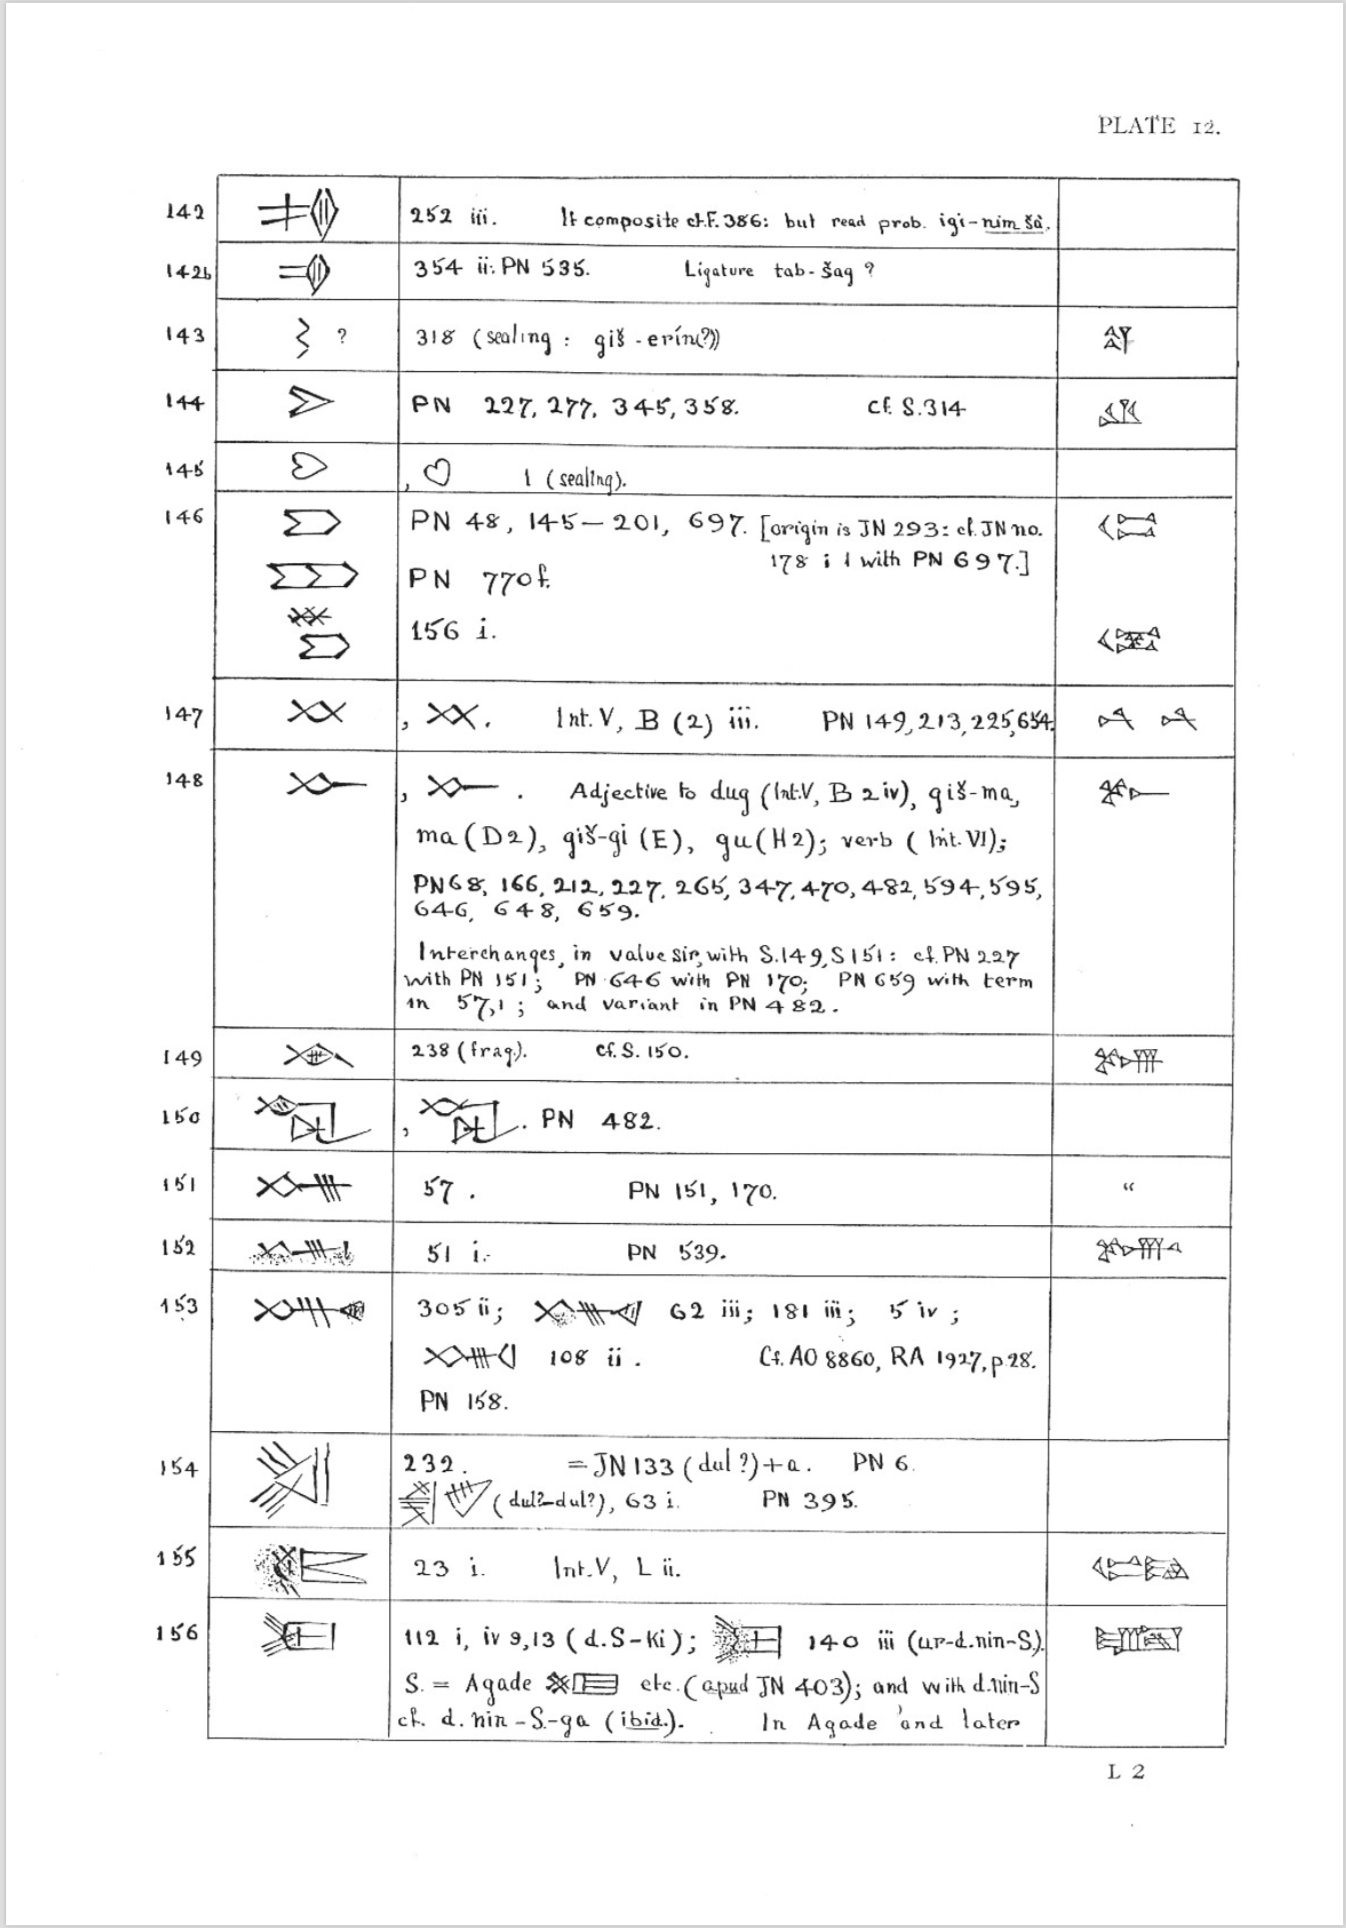 PLATE 12.
142 252 iii. If composite cf. F. 386: but read prob. igi-nim šà.
142b 354 ii: PN 535. Ligature tab-šag ?
143 ? 318 (sealing : giš-erín(?))
144 PN 227, 277, 345, 358. cf. S.314
145 , 1 (sealing).
146 PN 48, 145–201, 697. [origin is JN 293: cf. JN no.
178 i 1 with PN 697.]
PN 770f.
156 i.
147 , . Int. V, B (2) iii. PN 149, 213, 225, 654.
148 , . Adjective to dug (Int.V, B 2 iv), giš-ma,
ma (D2), giš-gi (E), gu (H2); verb (Int. VI);
PN 68, 166, 212, 227, 265, 347, 470, 482, 594, 595,
646, 648, 659.
Interchanges, in value sir, with S.149, S151: cf. PN 227
with PN 151; PN 646 with PN 170; PN 659 with term
in 57,1; and variant in PN 482.
149 238 (frag.). cf. S. 150.
150 , . PN 482.
151 57. PN 151, 170. "
152 51 i. PN 539.
153 305 ii; 62 iii; 181 iii; 5 iv;
108 ii. Cf. AO 8860, RA 1927, p.28.
PN 158.
154 232. = JN 133 (dul ?)+a. PN 6.
(dul?-dul?), 63 i. PN 395.
155 23 i. Int.V, L ii.
156 112 i, iv 9,13 (d.S-Ki); 140 iii (ur-d.nin-S.).
S. = Agade etc. (apud JN 403); and with d.nin-S
cf. d. nin-S.-ga (ibid.). In Agade and later
L 2